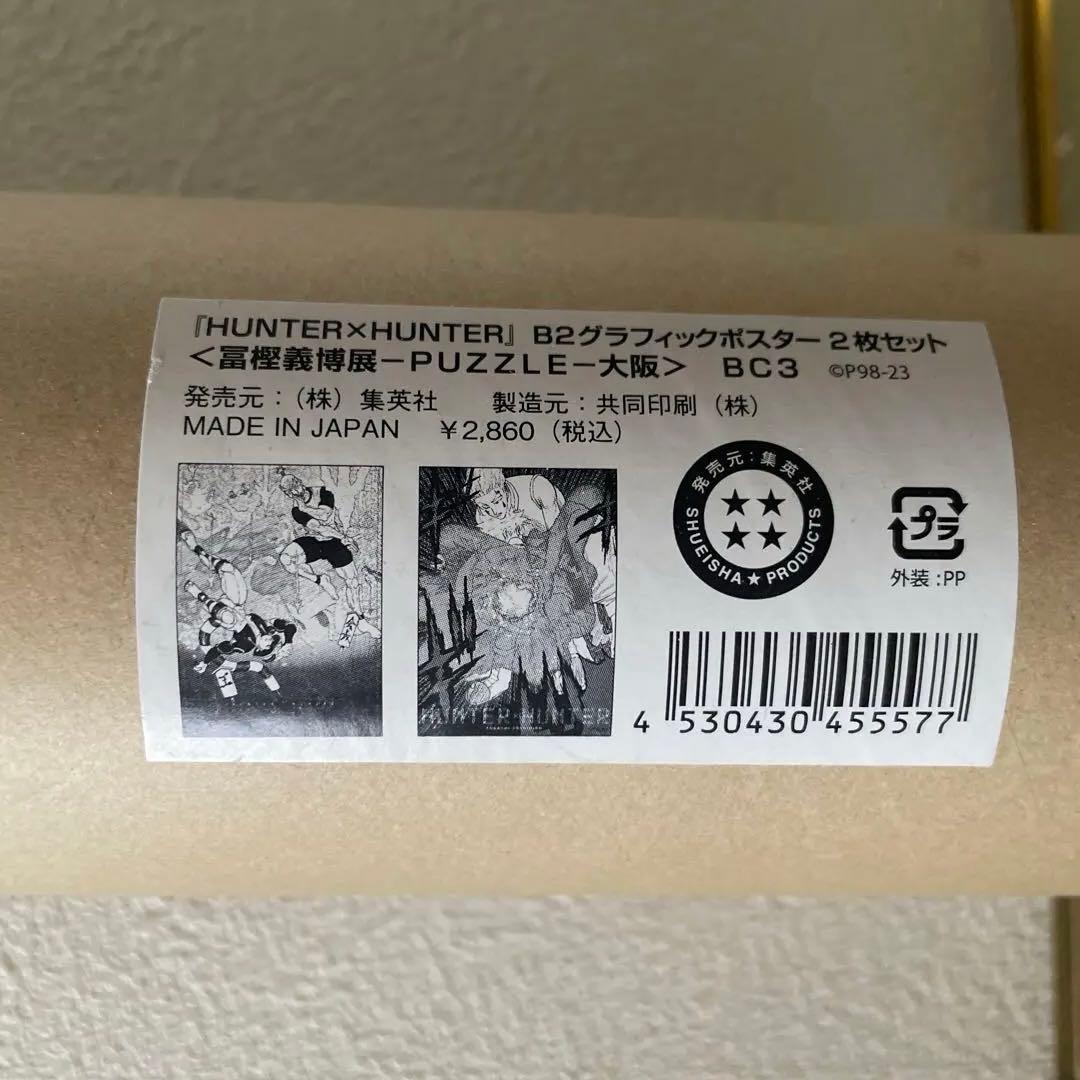 『HUNTER×HUNTER』 B2グラフィックポスター 2枚セット
＜冨樫義博展－PUZZLE－大阪＞ BC3 ©P98-23
発売元：（株）集英社 製造元：共同印刷（株）
MADE IN JAPAN ￥2,860（税込）
発売元：集英社
SHUEISHA★PRODUCTS
プラ
外装：PP
HUNTER×HUNTER
4 530430 455577